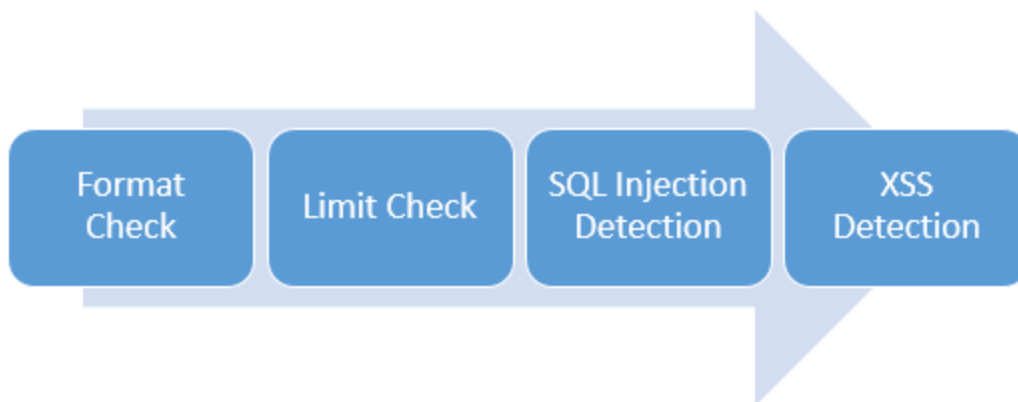 Format
Check
Limit Check
SQL Injection
Detection
XSS
Detection